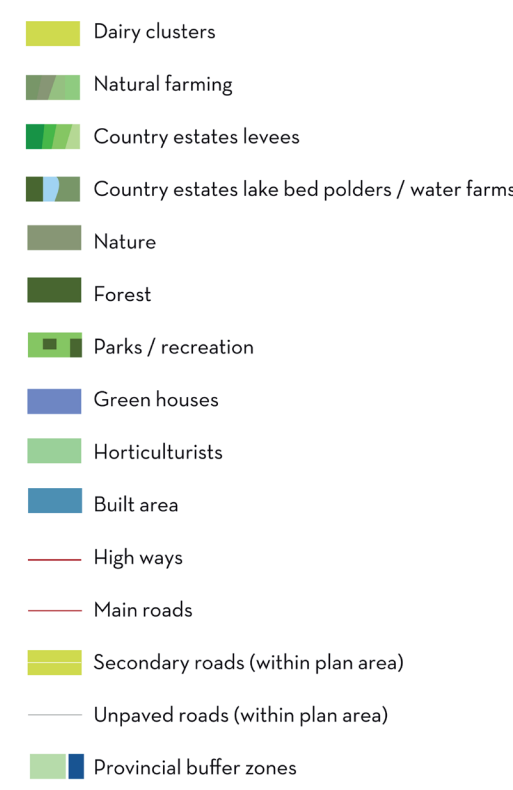 Dairy clusters
Natural farming
Country estates levees
Country estates lake bed polders / water farms
Nature
Forest
Parks / recreation
Green houses
Horticulturists
Built area
High ways
Main roads
Secondary roads (within plan area)
Unpaved roads (within plan area)
Provincial buffer zones